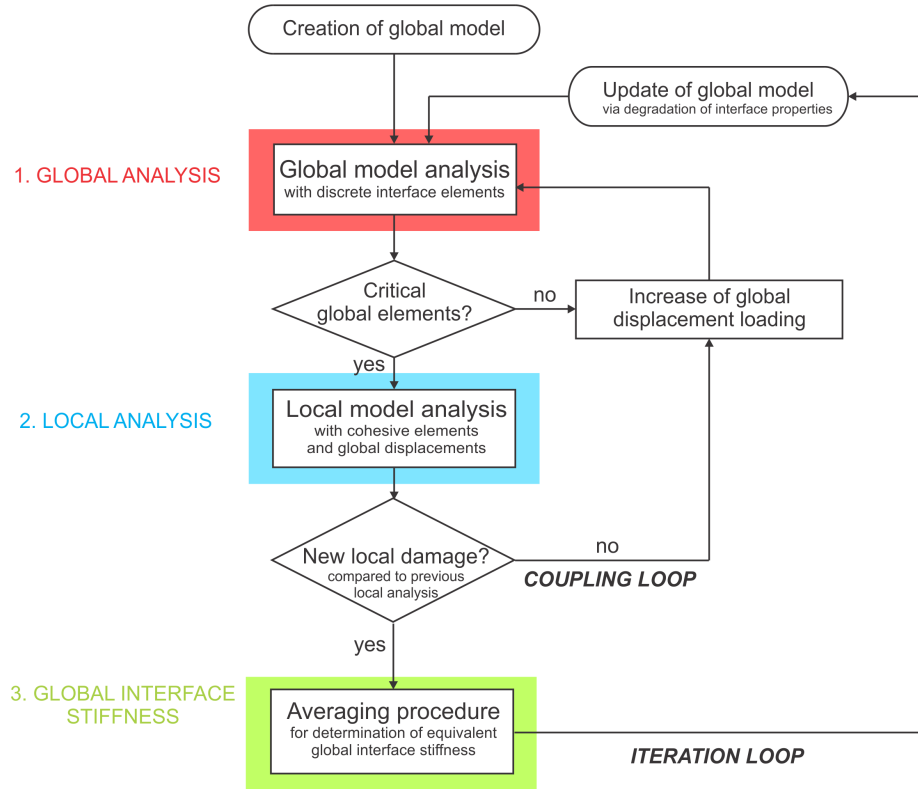 Creation of global model
Update of global model
via degradation of interface properties
1. GLOBAL ANALYSIS
Global model analysis
with discrete interface elements
Critical
global elements?
no
Increase of global
displacement loading
yes
2. LOCAL ANALYSIS
Local model analysis
with cohesive elements
and global displacements
New local damage?
compared to previous
local analysis
no
COUPLING LOOP
yes
3. GLOBAL INTERFACE
STIFFNESS
Averaging procedure
for determination of equivalent
global interface stiffness
ITERATION LOOP